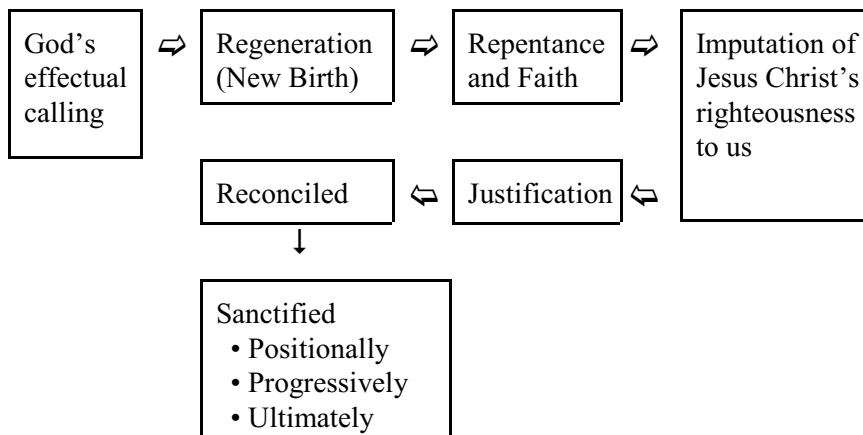 God’s
effectual
calling
Regeneration
(New Birth)
Repentance
and Faith
Imputation of
Jesus Christ’s
righteousness
to us
Justification
Reconciled
Sanctified
• Positionally
• Progressively
• Ultimately